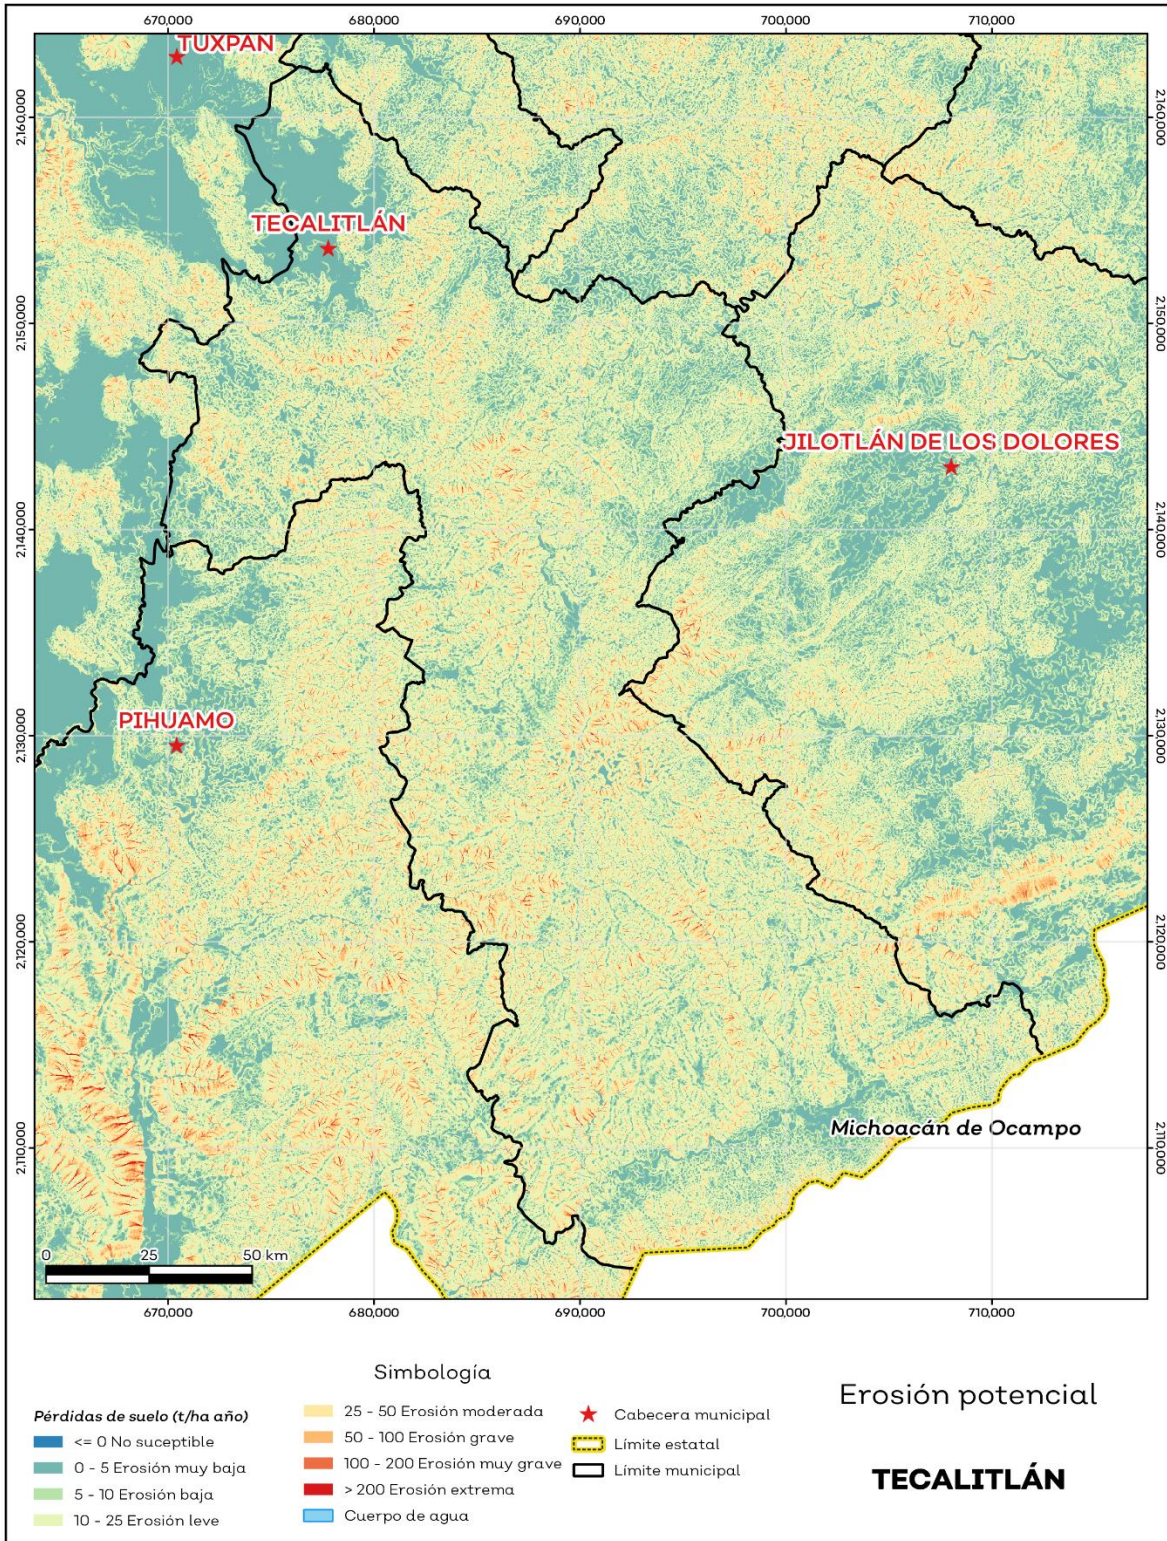 670,000
680,000
690,000
700,000
710,000
TUXPAN
2,160,000
2,160,000
TECALITLÁN
2,150,000
2,150,000
JILOTLÁN DE LOS DOLORES
2,140,000
2,140,000
PIHUAMO
2,130,000
2,130,000
2,120,000
2,120,000
Michoacán de Ocampo
2,110,000
2,110,000
0
25
50 km
670,000
680,000
690,000
700,000
710,000
Simbología
Pérdidas de suelo (t/ha año)
<= 0 No suceptible
0 - 5 Erosión muy baja
5 - 10 Erosión baja
10 - 25 Erosión leve
25 - 50 Erosión moderada
50 - 100 Erosión grave
100 - 200 Erosión muy grave
> 200 Erosión extrema
Cuerpo de agua
Cabecera municipal
Límite estatal
Límite municipal
Erosión potencial
TECALITLÁN